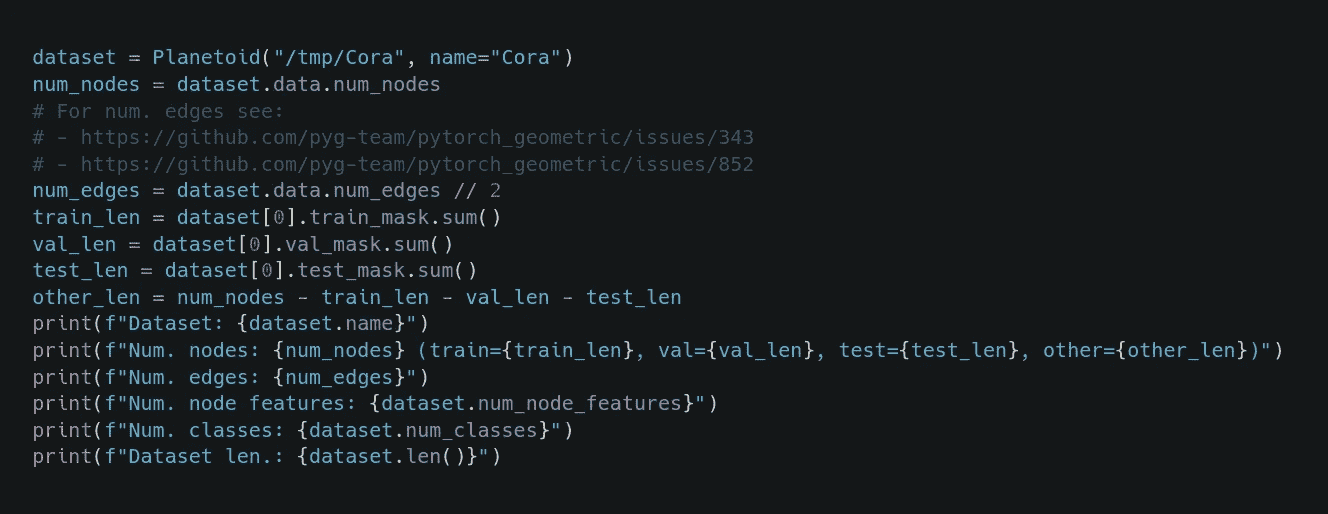 dataset = Planetoid("/tmp/Cora", name="Cora")
num_nodes = dataset.data.num_nodes
# For num. edges see:
# - https://github.com/pyg-team/pytorch_geometric/issues/343
# - https://github.com/pyg-team/pytorch_geometric/issues/852
num_edges = dataset.data.num_edges // 2
train_len = dataset[0].train_mask.sum()
val_len = dataset[0].val_mask.sum()
test_len = dataset[0].test_mask.sum()
other_len = num_nodes - train_len - val_len - test_len
print(f"Dataset: {dataset.name}")
print(f"Num. nodes: {num_nodes} (train={train_len}, val={val_len}, test={test_len}, other={other_len})")
print(f"Num. edges: {num_edges}")
print(f"Num. node features: {dataset.num_node_features}")
print(f"Num. classes: {dataset.num_classes}")
print(f"Dataset len.: {dataset.len()}")